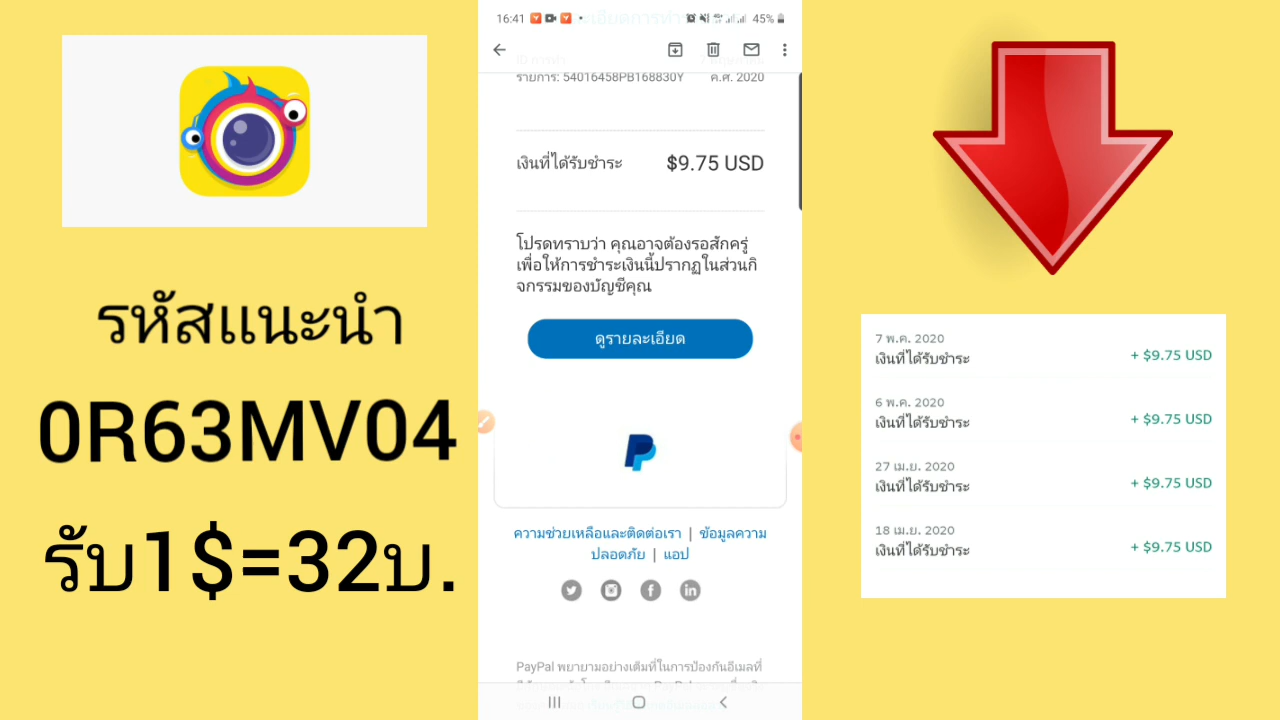 รหัสแนะนำ
0R63MV04
รับ1$=32บ.
16:41
45%
รายการ: 54016458PB168830Y ค.ศ. 2020
เงินที่ได้รับชำระ $9.75 USD
โปรดทราบว่า คุณอาจต้องรอสักครู่
เพื่อให้การชำระเงินนี้ปรากฏในส่วนกิ
จกรรมของบัญชีคุณ
ดูรายละเอียด
ความช่วยเหลือและติดต่อเรา | ข้อมูลความ
ปลอดภัย | แอป
PayPal พยายามอย่างเต็มที่ในการป้องกันอีเมลที่
7 พ.ค. 2020
เงินที่ได้รับชำระ + $9.75 USD
6 พ.ค. 2020
เงินที่ได้รับชำระ + $9.75 USD
27 เม.ย. 2020
เงินที่ได้รับชำระ + $9.75 USD
18 เม.ย. 2020
เงินที่ได้รับชำระ + $9.75 USD